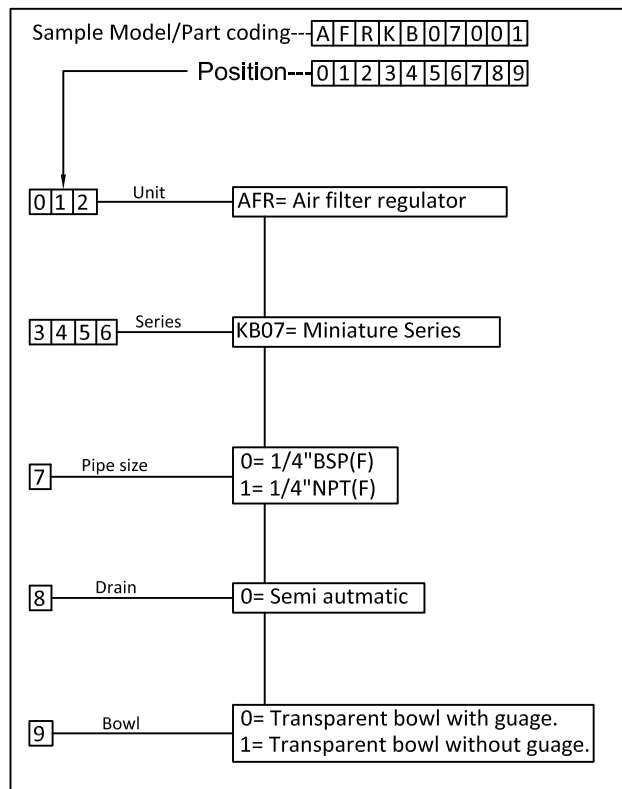 Sample Model/Part coding---AFRKB07001
Position---0123456789
012 Unit AFR= Air filter regulator
3456 Series KB07= Miniature Series
7 Pipe size 0= 1/4"BSP(F)
1= 1/4"NPT(F)
8 Drain 0= Semi autmatic
9 Bowl 0= Transparent bowl with guage.
1= Transparent bowl without guage.